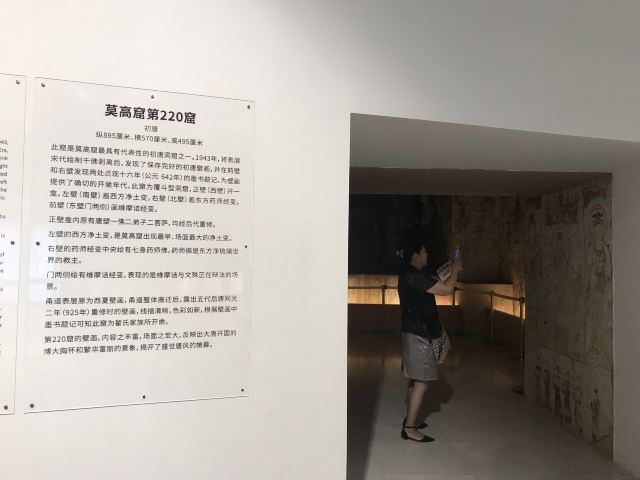 莫高窟第220窟
初唐
纵895厘米、横570厘米、高495厘米
此窟是莫高窟最具有代表性的初唐洞窟之一。1943年，将表层
宋代绘制千佛剥离后，发现了保存完好的初唐壁画，并在前壁
和右壁发现两处贞观十六年（公元 642年）的墨书题记，为壁画
提供了确切的开凿年代。此窟为覆斗型洞窟，正壁（西壁）开一
龛，左壁（南壁）画西方净土变，右壁（北壁）画东方药师经变，
前壁（东壁门两侧）画维摩诘经变。
正壁龛内原有唐塑一佛二弟子二菩萨，均经后代重修。
左壁的西方净土变，是莫高窟出现最早、场面最大的净土变。
右壁的药师经变中央绘有七身药师佛，药师佛是东方净琉璃世
界的教主。
门两侧绘有维摩诘经变，表现的是维摩诘与文殊正在辩法的场
景。
甬道表层原为西夏壁画，甬道整体搬迁后，露出五代后唐同光
二年（925年）重修时的壁画，线描清晰，色彩如新，根据壁画中
墨书题记可知此窟为翟氏家族所开凿。
第220窟的壁画，内容之丰富，场面之宏大，反映出大唐开国的
博大胸怀和繁华富丽的景象，揭开了盛世唐风的帷幕。